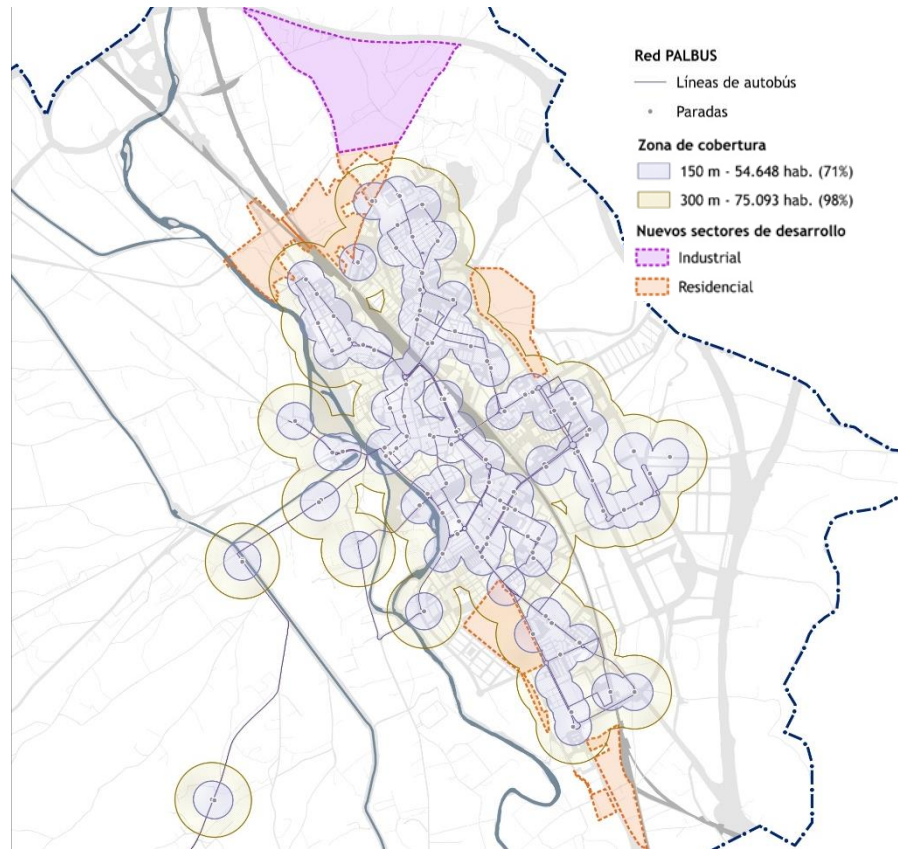 Red PALBUS
Líneas de autobús
Paradas
Zona de cobertura
150 m - 54.648 hab. (71%)
300 m - 75.093 hab. (98%)
Nuevos sectores de desarrollo
Industrial
Residencial